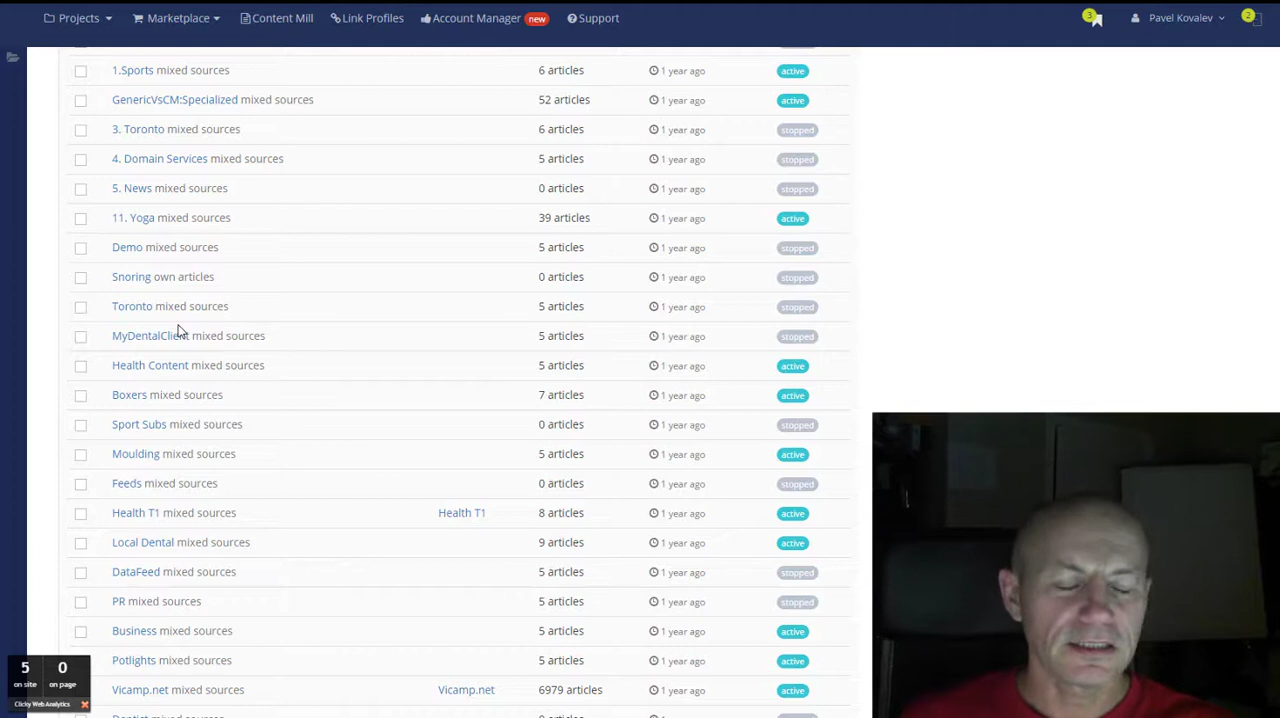 Projects Marketplace Content Mill Link Profiles Account Manager new Support 3 Pavel Kovalev 2
1.Sports mixed sources 6 articles 1 year ago active
GenericVsCM:Specialized mixed sources 52 articles 1 year ago active
3. Toronto mixed sources 6 articles 1 year ago stopped
4. Domain Services mixed sources 5 articles 1 year ago stopped
5. News mixed sources 0 articles 1 year ago stopped
11. Yoga mixed sources 39 articles 1 year ago active
Demo mixed sources 5 articles 1 year ago stopped
Snoring own articles 0 articles 1 year ago stopped
Toronto mixed sources 5 articles 1 year ago stopped
MyDentalClient mixed sources 5 articles 1 year ago stopped
Health Content mixed sources 5 articles 1 year ago active
Boxers mixed sources 7 articles 1 year ago active
Sport Subs mixed sources 0 articles 1 year ago stopped
Moulding mixed sources 5 articles 1 year ago active
Feeds mixed sources 0 articles 1 year ago stopped
Health T1 mixed sources Health T1 8 articles 1 year ago active
Local Dental mixed sources 9 articles 1 year ago active
DataFeed mixed sources 5 articles 1 year ago stopped
PR mixed sources 5 articles 1 year ago stopped
Business mixed sources 5 articles 1 year ago active
Potlights mixed sources 5 articles 1 year ago active
Vicamp.net mixed sources Vicamp.net 6979 articles 1 year ago active
5 0
on site on page
Clicky Web Analytics